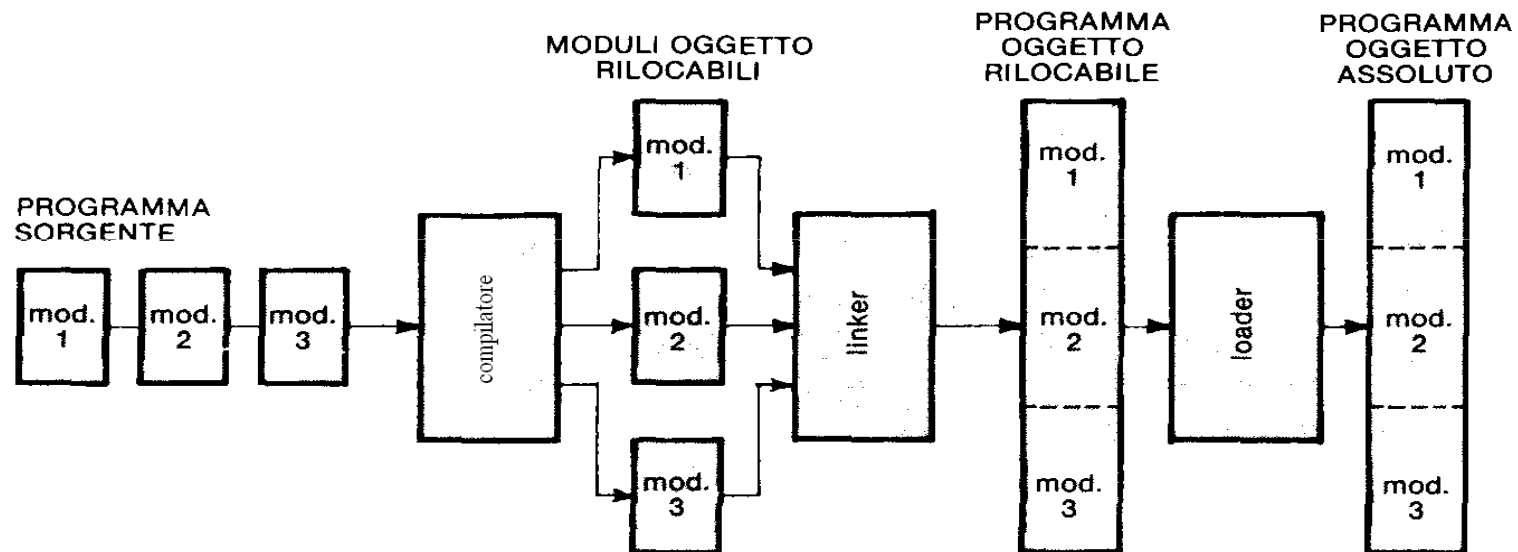 PROGRAMMA
SORGENTE
mod.
1
mod.
2
mod.
3
compilatore
MODULI OGGETTO
RILOCABILI
mod.
1
mod.
2
mod.
3
linker
PROGRAMMA
OGGETTO
RILOCABILE
mod.
1
mod.
2
mod.
3
loader
PROGRAMMA
OGGETTO
ASSOLUTO
mod.
1
mod.
2
mod.
3